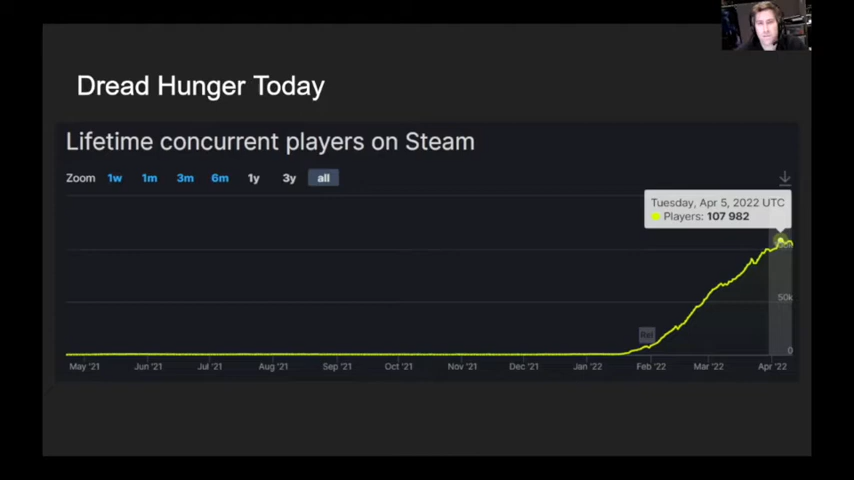 Dread Hunger Today
Lifetime concurrent players on Steam
Zoom 1w 1m 3m 6m 1y 3y all
Tuesday, Apr 5, 2022 UTC
Players: 107 982
50k
0
May '21 Jun '21 Jul '21 Aug '21 Sep '21 Oct '21 Nov '21 Dec '21 Jan '22 Feb '22 Mar '22 Apr '22